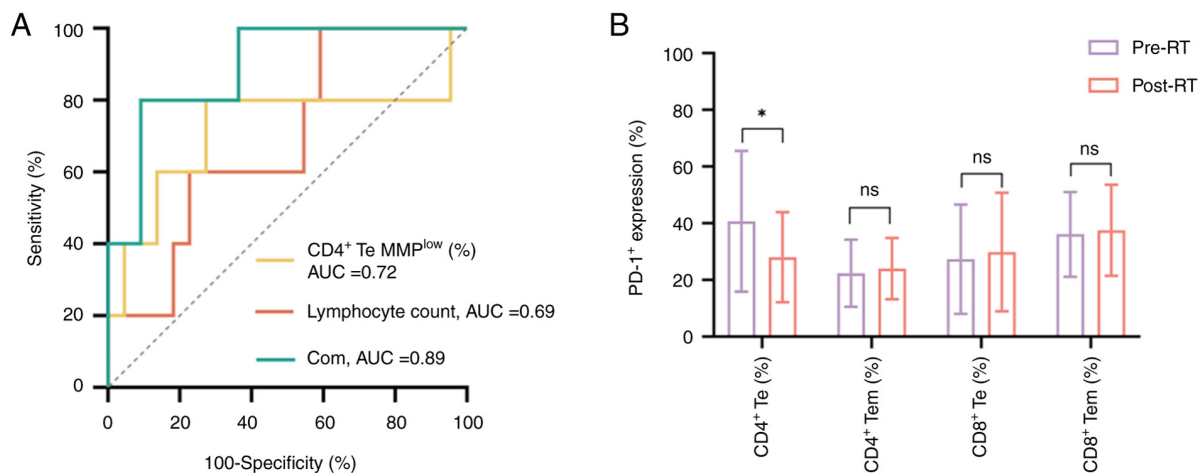 A
100
80
60
40
20
0
Sensitivity (%)
0 20 40 60 80 100
100-Specificity (%)
CD4⁺ Te MMPˡᵒʷ (%)
AUC =0.72
Lymphocyte count, AUC =0.69
Com, AUC =0.89
B
100
80
60
40
20
0
PD-1⁺ expression (%)
Pre-RT
Post-RT
*
ns
ns
ns
CD4⁺ Te (%)
CD4⁺ Tem (%)
CD8⁺ Te (%)
CD8⁺ Tem (%)